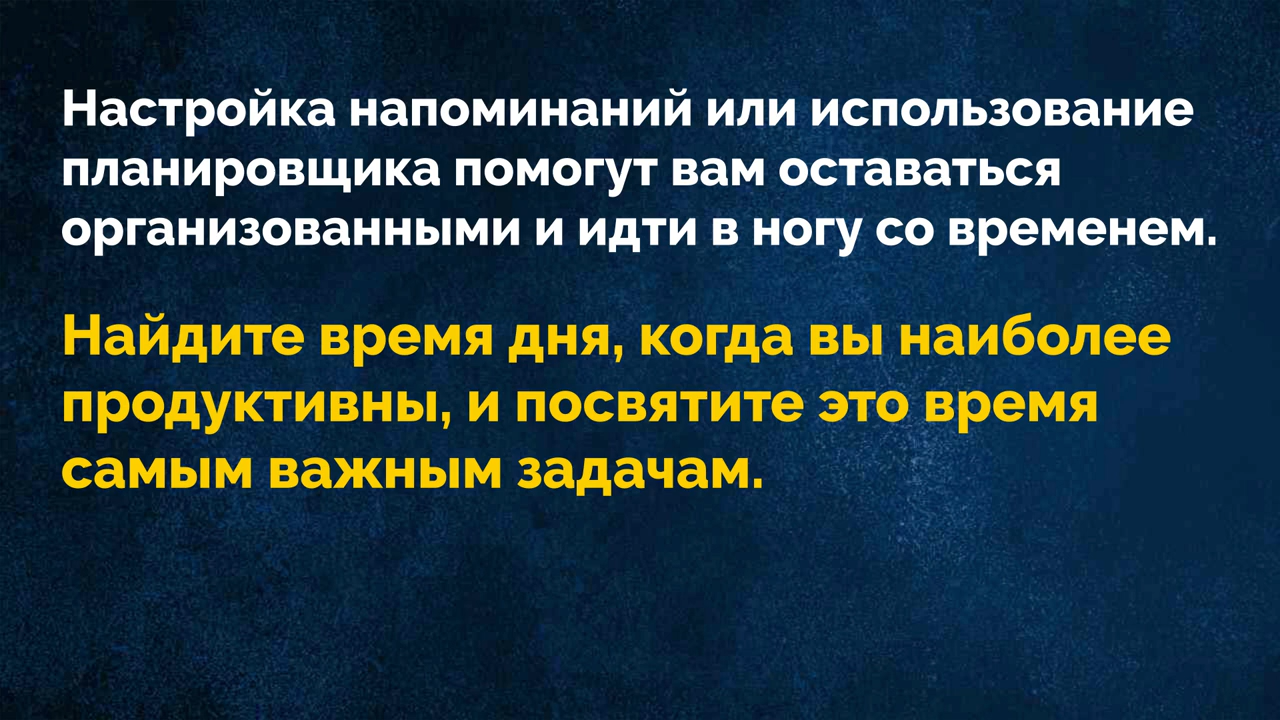 Настройка напоминаний или использование
планировщика помогут вам оставаться
организованными и идти в ногу со временем.
Найдите время дня, когда вы наиболее
продуктивны, и посвятите это время
самым важным задачам.